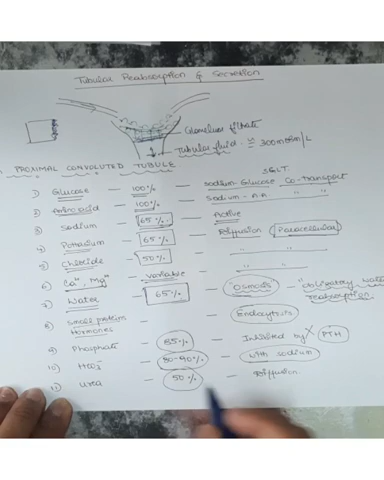 Tubular Reabsorption & Secretion
Glomerular filtrate
Tubular fluid ≅ 300mosm/L
PROXIMAL CONVOLUTED TUBULE
SGLT
1) Glucose — 100% — Sodium-Glucose Co-transport
2) Amino acid — 100% — Sodium - A.A. " "
3) Sodium — 65% — Active
4) Potassium — 65% — Diffusion (Paracellular)
5) Chloride — 50% — " "
6) Ca++, Mg++ — variable — " "
7) Water — 65% — "Osmosis" — "obligatory water reabsorption
8) Small proteins — Endocytosis
Hormones
9) Phosphate — 85% — Inhibited by PTH
10) HCO3 — 80-90% — with sodium
11) Urea — 50% — Diffusion.